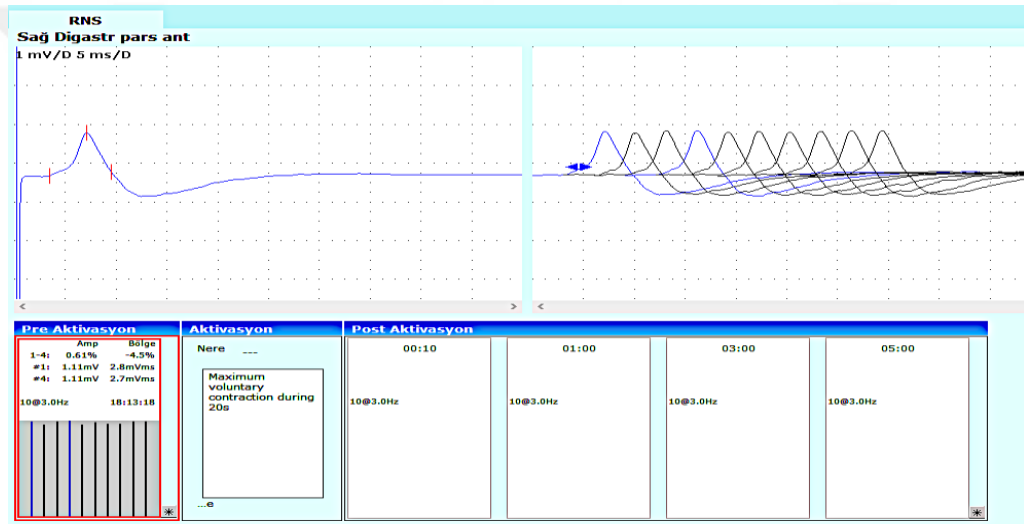 RNS
Sağ Digastr pars ant
1 mV/D 5 ms/D
Pre Aktivasyon
Amp Bölge
1-4: 0.61% -4.5%
#1: 1.11mV 2.8mVms
#4: 1.11mV 2.7mVms
10@3.0Hz 18:13:18
Aktivasyon
Nere ___
Maximum
voluntary
contraction during
20s
...e
Post Aktivasyon
00:10
10@3.0Hz
01:00
10@3.0Hz
03:00
10@3.0Hz
05:00
10@3.0Hz